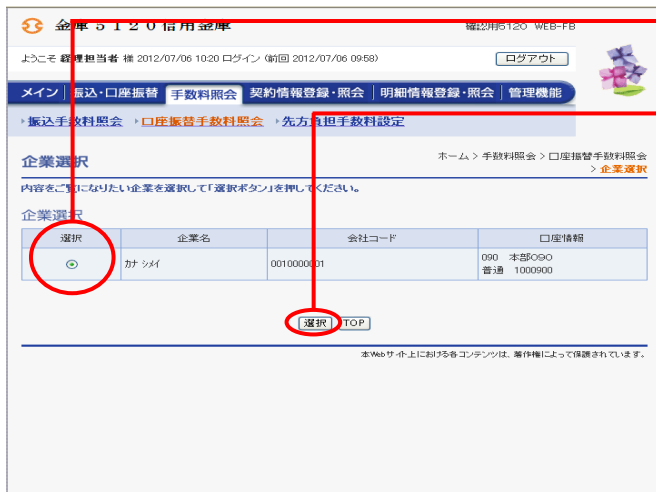 金庫５１２０信用金庫
確認用5120 WEB-FB
ようこそ 経理担当者 様 2012/07/06 10:20 ログイン (前回 2012/07/06 09:58)
ログアウト
メイン 振込・口座振替 手数料照会 契約情報登録・照会 明細情報登録・照会 管理機能
振込手数料照会 口座振替手数料照会 先方負担手数料設定
企業選択
ホーム > 手数料照会 > 口座振替手数料照会
> 企業選択
内容をご覧になりたい企業を選択して「選択ボタン」を押してください。
企業選択
選択 企業名 会社コード 口座情報
カナ シメイ 0010000001 090 本部090
普通 1000900
選択 TOP
本Webサイト上における各コンテンツは、著作権によって保護されています。